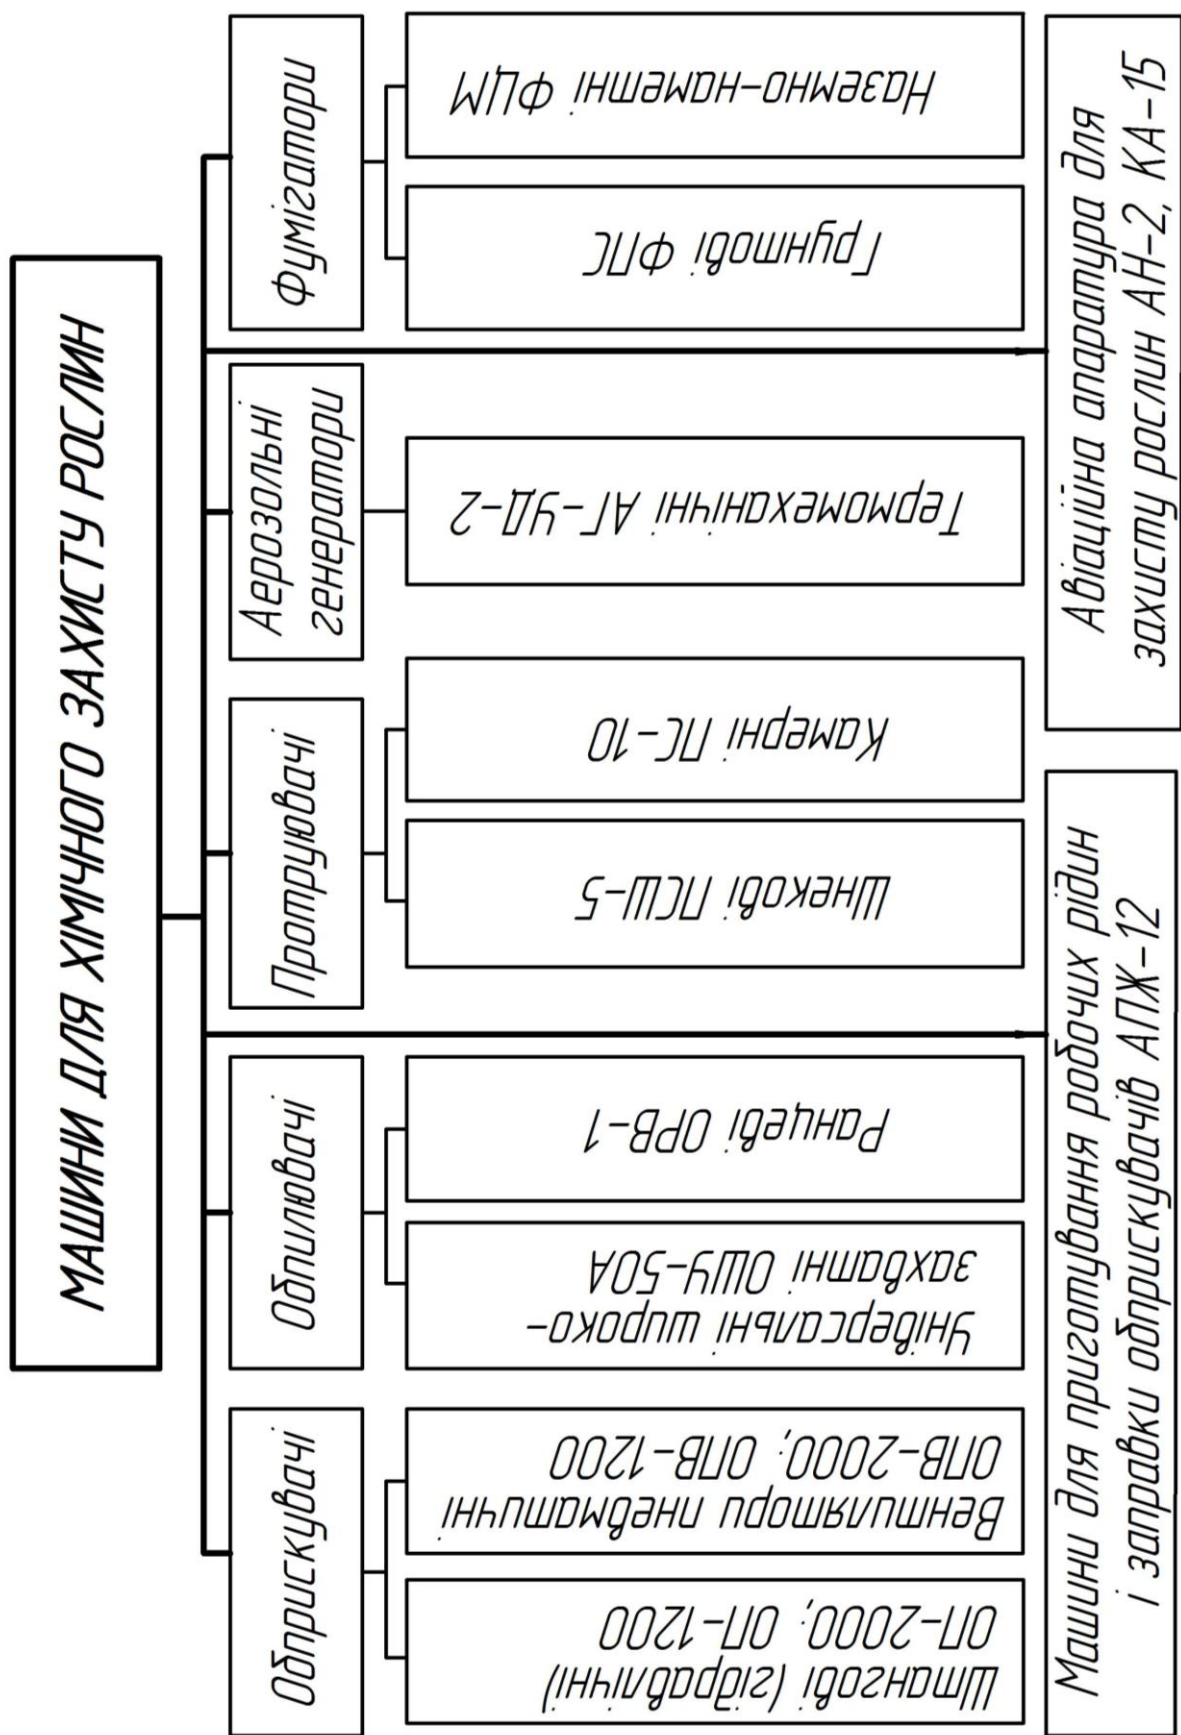 МАШИНИ ДЛЯ ХІМІЧНОГО ЗАХИСТУ РОСЛИН
Обприскувачі
Обпилювачі
Протруювачі
Аерозольні
генератори
Фумігатори
Штангові (гідравлічні)
ОП-2000; ОП-1200
Вентилятори пневматичні
ОПВ-2000; ОПВ-1200
Універсальні широко-
захватні ОШУ-50А
Ранцеві ОРВ-1
Шнекові ПСШ-5
Камерні ПС-10
Термомеханічні АГ-УД-2
Грунтові ФПС
Наземно-наметні ФЦМ
Машини для приготування робочих рідин
і заправки обприскувачів АПЖ-12
Авіаційна апаратура для
захисту рослин АН-2, КА-15